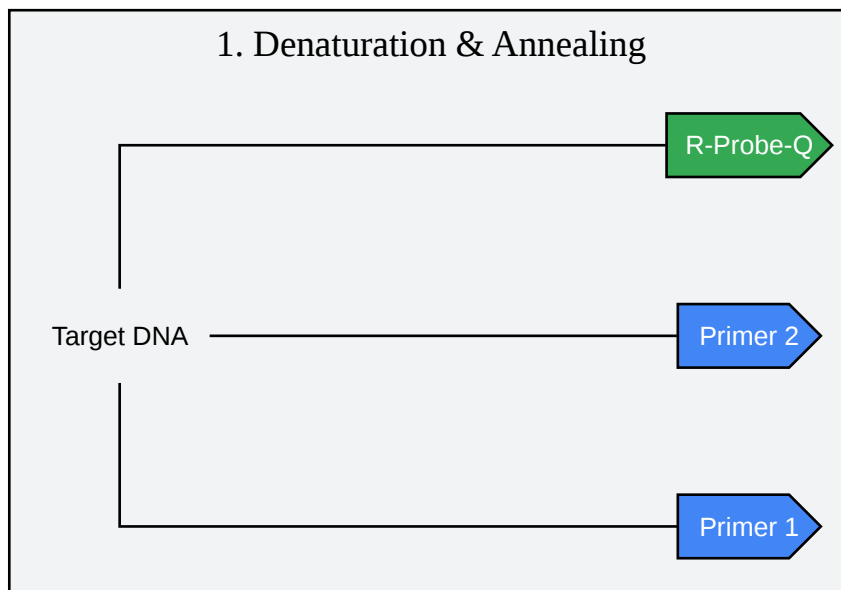 1. Denaturation & Annealing
R-Probe-Q
Target DNA
Primer 2
Primer 1